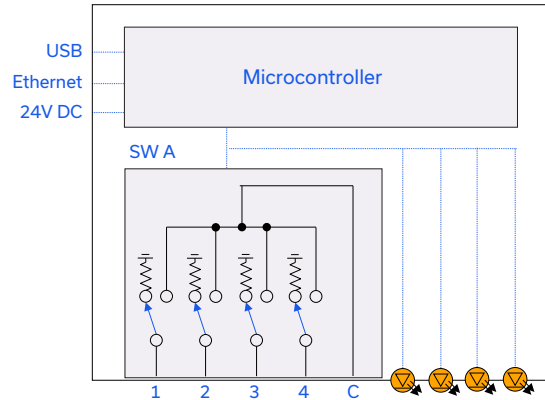 USB
Microcontroller
Ethernet
24V DC
SW A
1 2 3 4 C